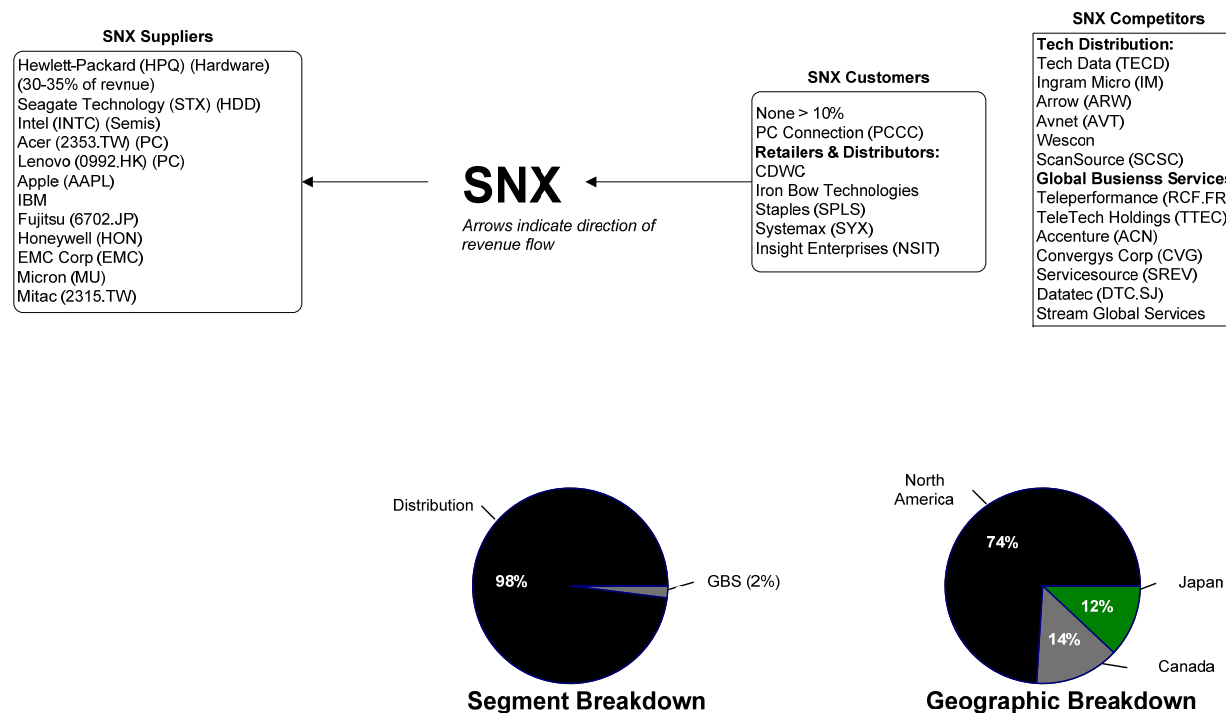 SNX Suppliers
Hewlett-Packard (HPQ) (Hardware)
(30-35% of revnue)
Seagate Technology (STX) (HDD)
Intel (INTC) (Semis)
Acer (2353.TW) (PC)
Lenovo (0992.HK) (PC)
Apple (AAPL)
IBM
Fujitsu (6702.JP)
Honeywell (HON)
EMC Corp (EMC)
Micron (MU)
Mitac (2315.TW)
SNX
Arrows indicate direction of
revenue flow
SNX Customers
None > 10%
PC Connection (PCCC)
Retailers & Distributors:
CDWC
Iron Bow Technologies
Staples (SPLS)
Systemax (SYX)
Insight Enterprises (NSIT)
SNX Competitors
Tech Distribution:
Tech Data (TECD)
Ingram Micro (IM)
Arrow (ARW)
Avnet (AVT)
Wescon
ScanSource (SCSC)
Global Busienss Services
Teleperformance (RCF.FR
TeleTech Holdings (TTEC)
Accenture (ACN)
Convergys Corp (CVG)
Servicesource (SREV)
Datatec (DTC.SJ)
Stream Global Services
Distribution
98%
GBS (2%)
Segment Breakdown
North
America
74%
Japan
12%
14%
Canada
Geographic Breakdown